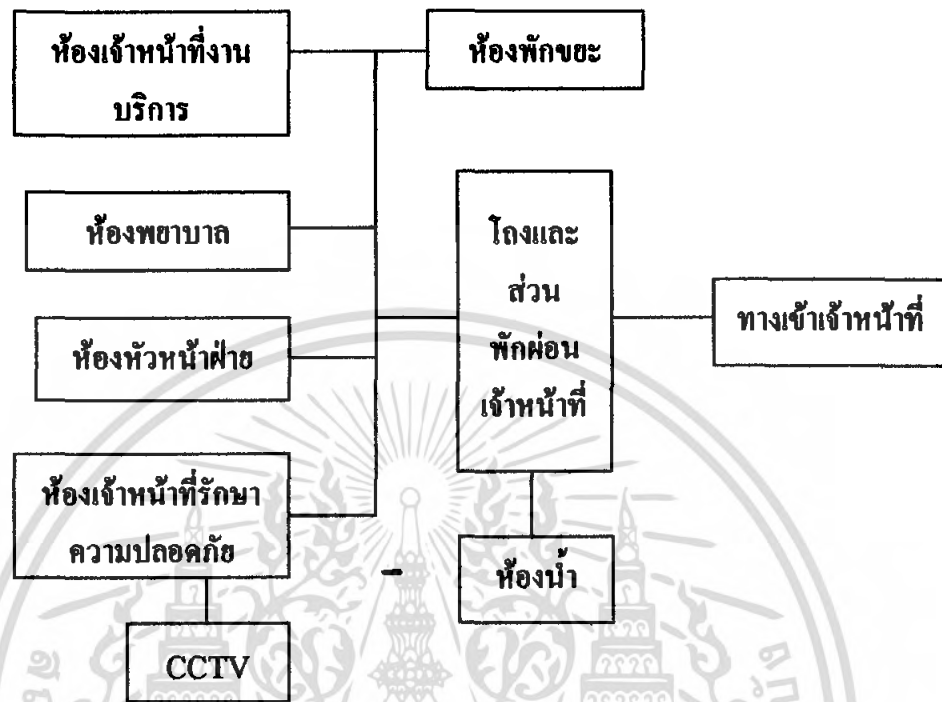 ห้องเจ้าหน้าที่งาน
บริการ
ห้องพักขยะ
ห้องพยาบาล
โถงและ
ส่วน
พักผ่อน
เจ้าหน้าที่
ทางเข้าเจ้าหน้าที่
ห้องหัวหน้าฝ่าย
ห้องเจ้าหน้าที่รักษา
ความปลอดภัย
ห้องน้ำ
CCTV